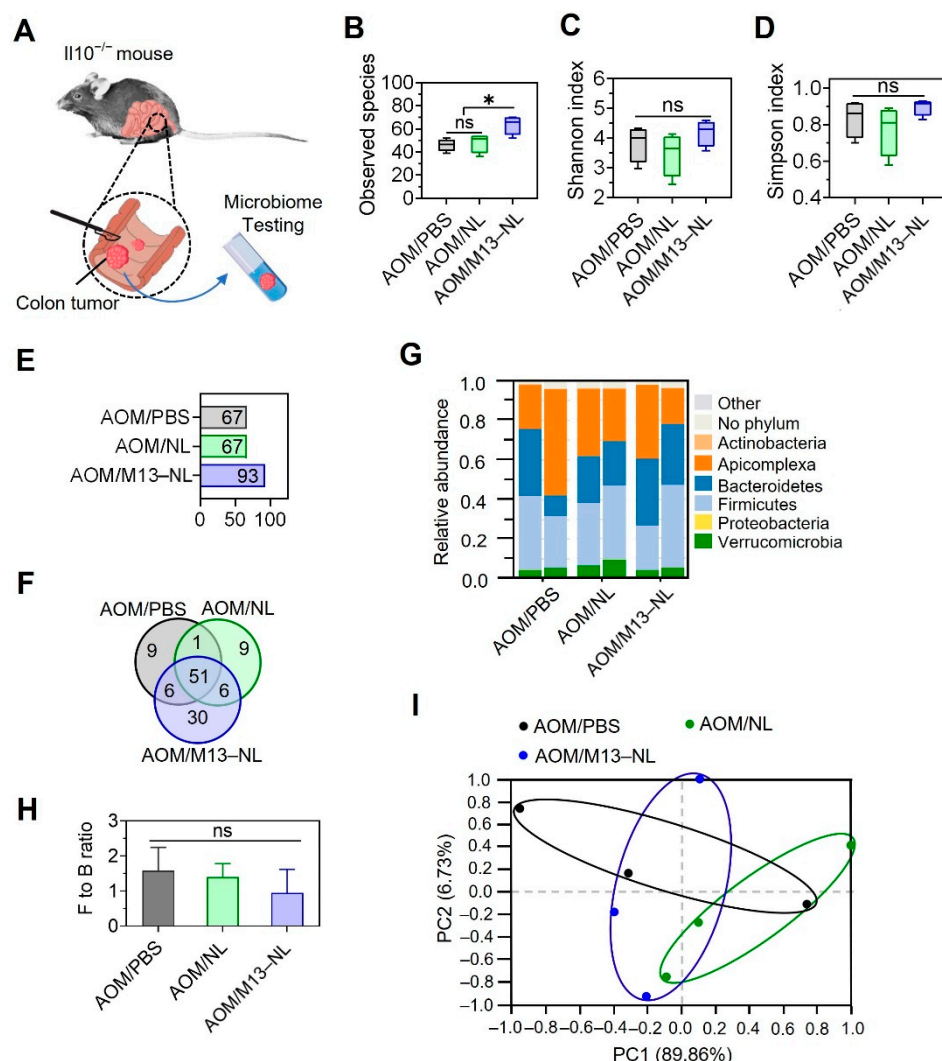 A
Il10−/− mouse
Microbiome
Testing
Colon tumor
B
Observed species
100
80
60
40
20
0
ns
*
AOM/PBS
AOM/NL
AOM/M13–NL
C
Shannon index
6
5
4
3
2
ns
AOM/PBS
AOM/NL
AOM/M13–NL
D
Simpson index
1.0
0.8
0.6
0.4
ns
AOM/PBS
AOM/NL
AOM/M13–NL
E
AOM/PBS 67
AOM/NL 67
AOM/M13–NL 93
0 50 100
F
AOM/PBS AOM/NL
9 1 9
51
6 6
30
AOM/M13–NL
G
Relative abundance
1.0
0.8
0.6
0.4
0.2
0.0
AOM/PBS
AOM/NL
AOM/M13–NL
Other
No phylum
Actinobacteria
Apicomplexa
Bacteroidetes
Firmicutes
Proteobacteria
Verrucomicrobia
H
F to B ratio
3
2
1
0
ns
AOM/PBS
AOM/NL
AOM/M13–NL
I
AOM/PBS AOM/NL
AOM/M13–NL
PC2 (6.73%)
1.0
0.8
0.6
0.4
0.2
0.0
−0.2
−0.4
−0.6
−0.8
−1.0
−1.0 −0.8 −0.6 −0.4 −0.2 0.0 0.2 0.4 0.6 0.8 1.0
PC1 (89.86%)